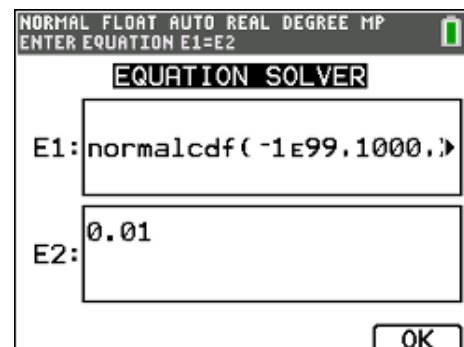 NORMAL FLOAT AUTO REAL DEGREE MP
ENTER EQUATION E1=E2
EQUATION SOLVER
E1: normalcdf(-1E99,1000,
E2: 0.01
OK